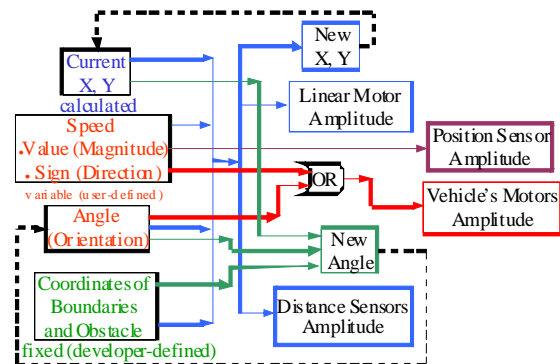 Current
X, Y
calculated
New
X, Y
Linear Motor
Amplitude
Speed
.Value (Magnitude)
. Sign (Direction)
variable (user-defined)
Position Sensor
Amplitude
OR
Vehicle's Motors
Amplitude
Angle
(Orientation)
New
Angle
Coordinates of
Boundaries
and Obstacle
fixed (developer-defined)
Distance Sensors
Amplitude